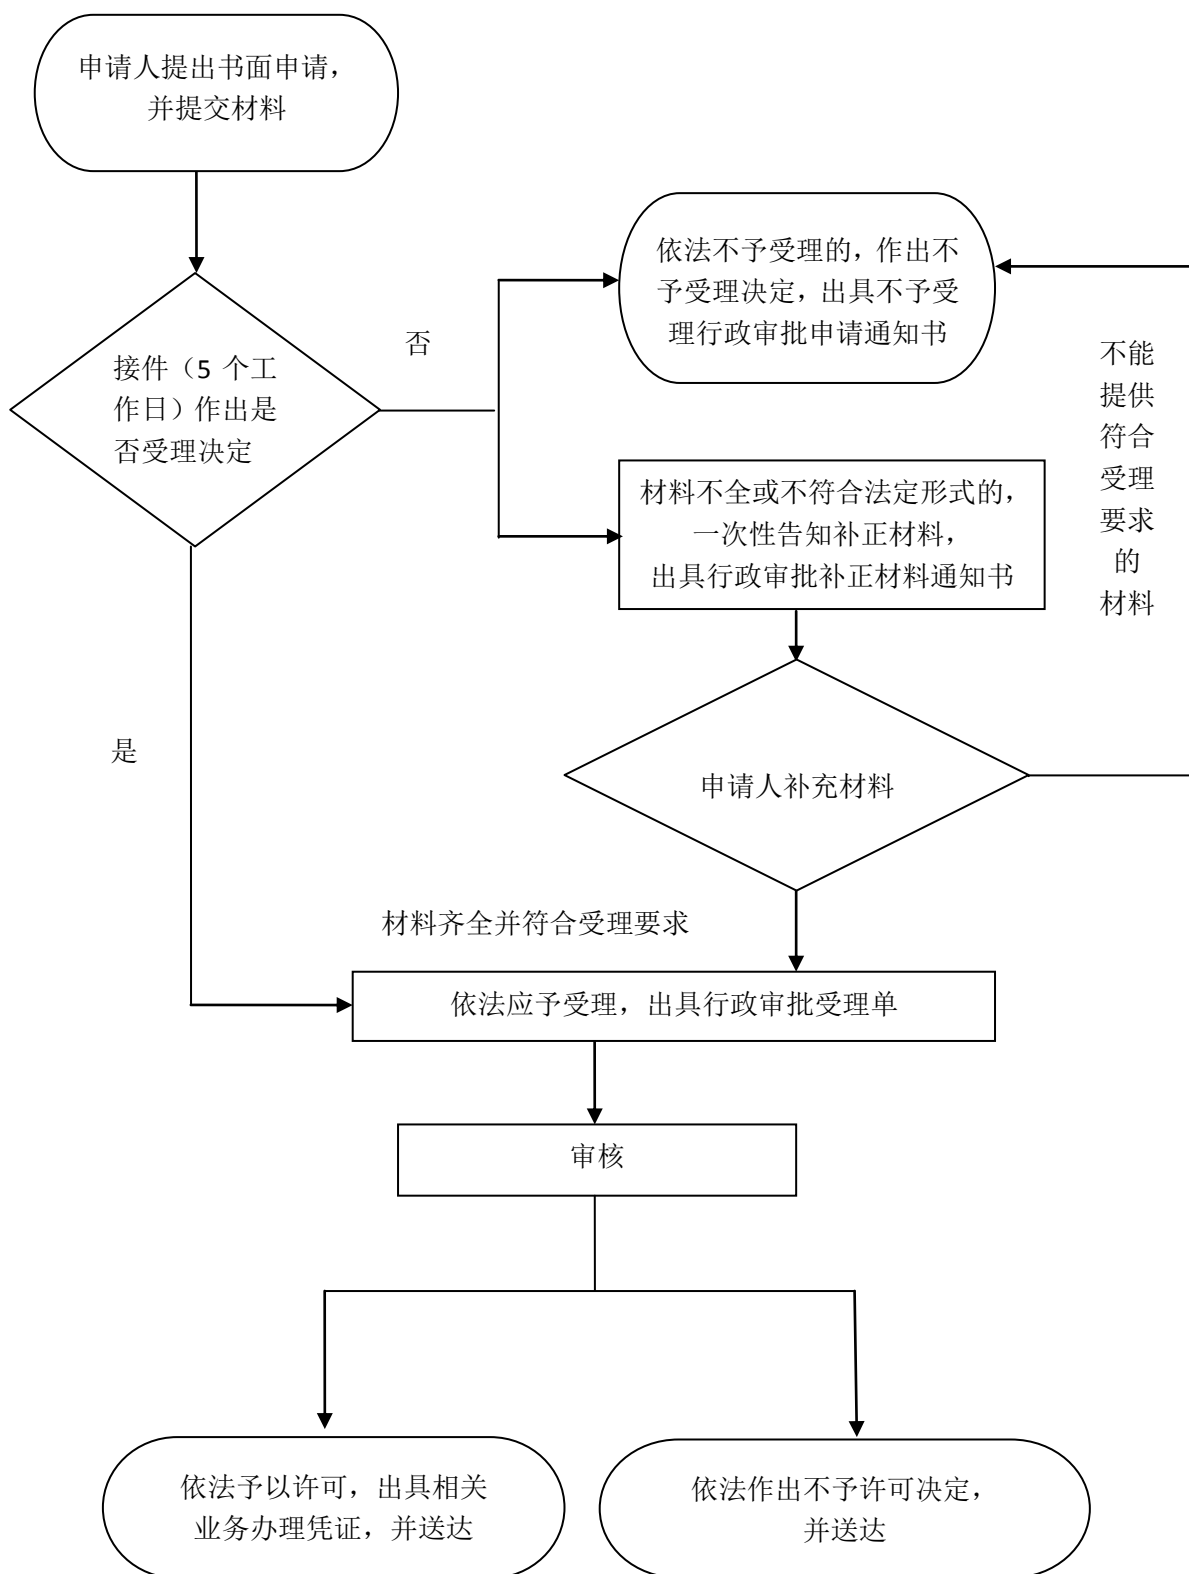 申请人提出书面申请，
并提交材料
依法不予受理的，作出不
予受理决定，出具不予受
理行政审批申请通知书
否
接件（5 个工
作日）作出是
否受理决定
不能
提供
符合
受理
要求
的
材料
材料不全或不符合法定形式的，
一次性告知补正材料，
出具行政审批补正材料通知书
是
申请人补充材料
材料齐全并符合受理要求
依法应予受理，出具行政审批受理单
审核
依法予以许可，出具相关
业务办理凭证，并送达
依法作出不予许可决定，
并送达